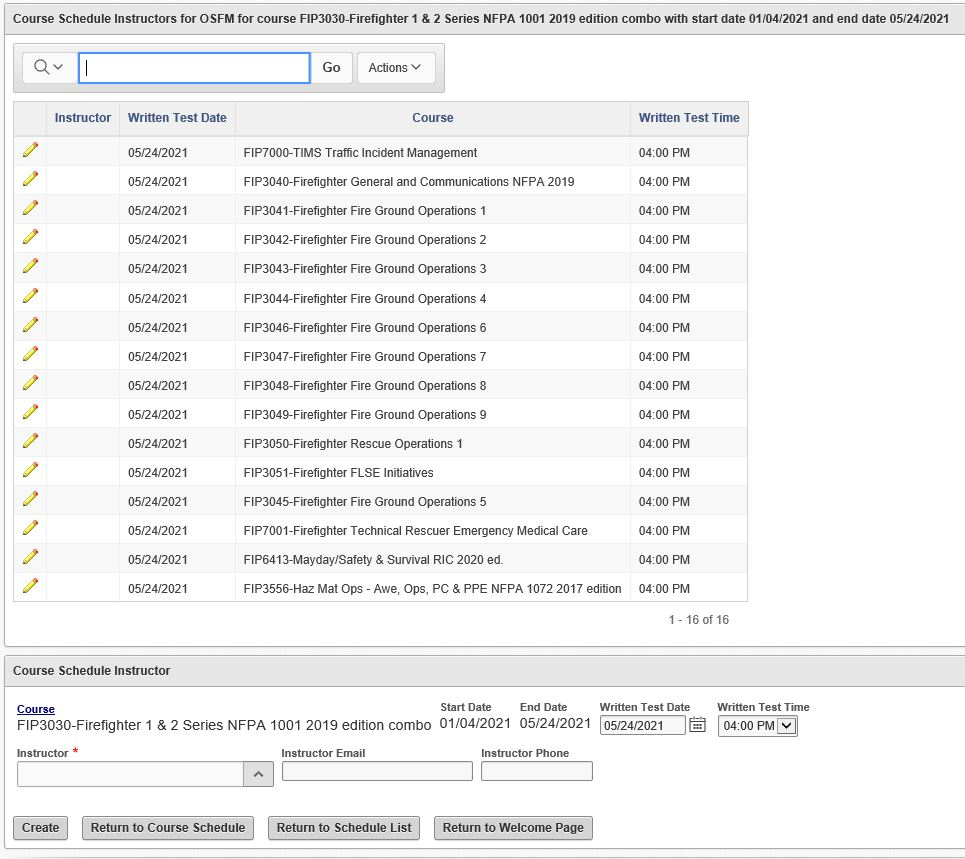 Course Schedule Instructors for OSFM for course FIP3030-Firefighter 1 & 2 Series NFPA 1001 2019 edition combo with start date 01/04/2021 and end date 05/24/2021
Go Actions
Instructor Written Test Date Course Written Test Time
05/24/2021 FIP7000-TIMS Traffic Incident Management 04:00 PM
05/24/2021 FIP3040-Firefighter General and Communications NFPA 2019 04:00 PM
05/24/2021 FIP3041-Firefighter Fire Ground Operations 1 04:00 PM
05/24/2021 FIP3042-Firefighter Fire Ground Operations 2 04:00 PM
05/24/2021 FIP3043-Firefighter Fire Ground Operations 3 04:00 PM
05/24/2021 FIP3044-Firefighter Fire Ground Operations 4 04:00 PM
05/24/2021 FIP3046-Firefighter Fire Ground Operations 6 04:00 PM
05/24/2021 FIP3047-Firefighter Fire Ground Operations 7 04:00 PM
05/24/2021 FIP3048-Firefighter Fire Ground Operations 8 04:00 PM
05/24/2021 FIP3049-Firefighter Fire Ground Operations 9 04:00 PM
05/24/2021 FIP3050-Firefighter Rescue Operations 1 04:00 PM
05/24/2021 FIP3051-Firefighter FLSE Initiatives 04:00 PM
05/24/2021 FIP3045-Firefighter Fire Ground Operations 5 04:00 PM
05/24/2021 FIP7001-Firefighter Technical Rescuer Emergency Medical Care 04:00 PM
05/24/2021 FIP6413-Mayday/Safety & Survival RIC 2020 ed. 04:00 PM
05/24/2021 FIP3556-Haz Mat Ops - Awe, Ops, PC & PPE NFPA 1072 2017 edition 04:00 PM
1 - 16 of 16
Course Schedule Instructor
Course Start Date End Date Written Test Date Written Test Time
FIP3030-Firefighter 1 & 2 Series NFPA 1001 2019 edition combo 01/04/2021 05/24/2021 05/24/2021 04:00 PM
Instructor * Instructor Email Instructor Phone
Create Return to Course Schedule Return to Schedule List Return to Welcome Page